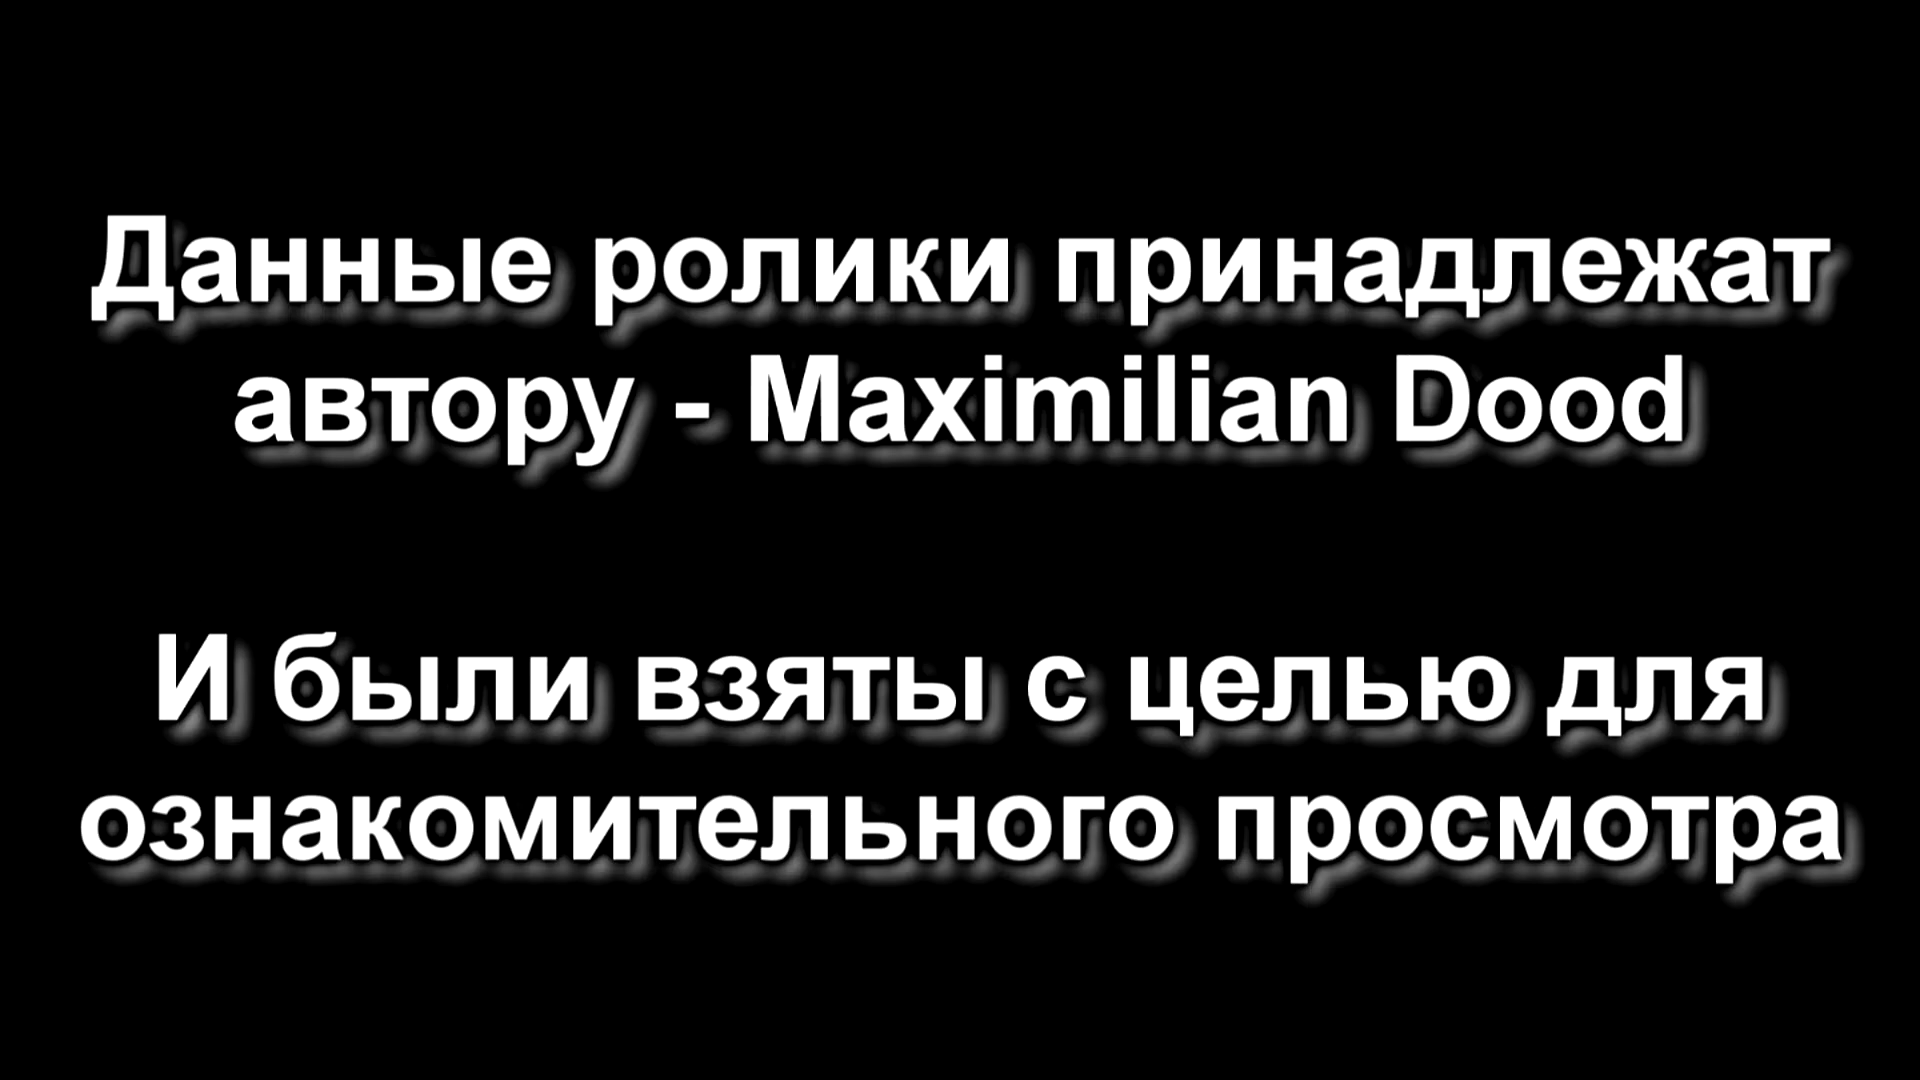 Данные ролики принадлежат
автору - Maximilian Dood
И были взяты с целью для
ознакомительного просмотра